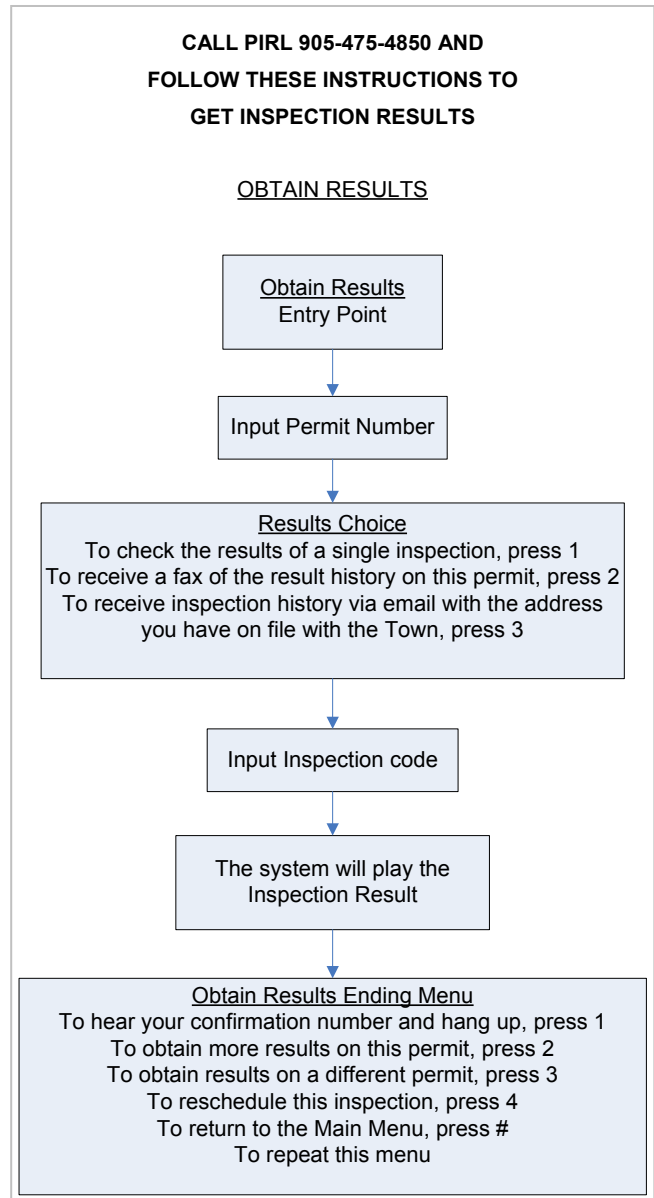 CALL PIRL 905-475-4850 AND
FOLLOW THESE INSTRUCTIONS TO
GET INSPECTION RESULTS
OBTAIN RESULTS
Obtain Results
Entry Point
Input Permit Number
Results Choice
To check the results of a single inspection, press 1
To receive a fax of the result history on this permit, press 2
To receive inspection history via email with the address
you have on file with the Town, press 3
Input Inspection code
The system will play the
Inspection Result
Obtain Results Ending Menu
To hear your confirmation number and hang up, press 1
To obtain more results on this permit, press 2
To obtain results on a different permit, press 3
To reschedule this inspection, press 4
To return to the Main Menu, press #
To repeat this menu